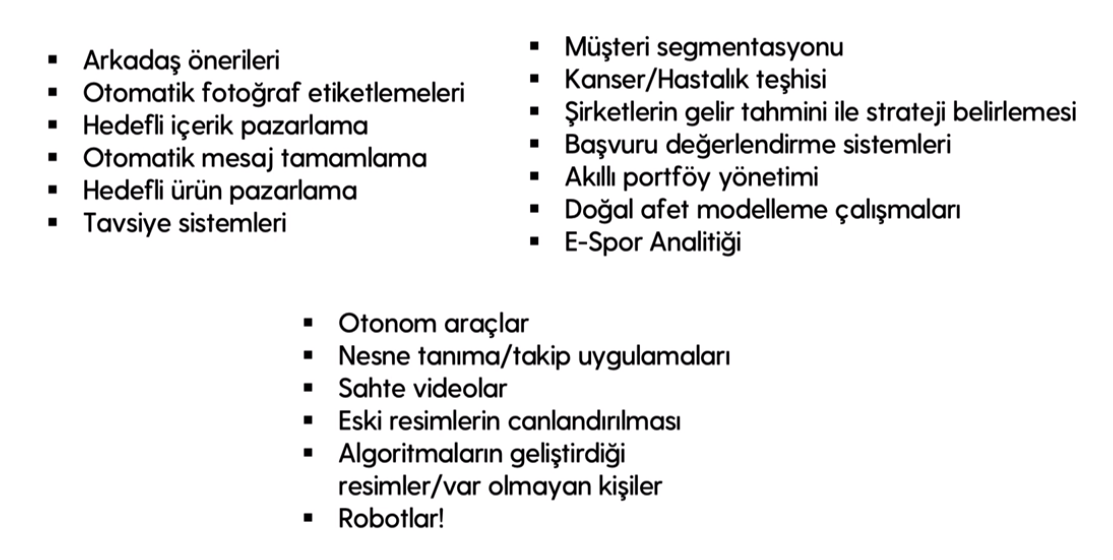 ▪ Arkadaş önerileri
▪ Otomatik fotoğraf etiketlemeleri
▪ Hedefli içerik pazarlama
▪ Otomatik mesaj tamamlama
▪ Hedefli ürün pazarlama
▪ Tavsiye sistemleri
▪ Müşteri segmentasyonu
▪ Kanser/Hastalık teşhisi
▪ Şirketlerin gelir tahmini ile strateji belirlemesi
▪ Başvuru değerlendirme sistemleri
▪ Akıllı portföy yönetimi
▪ Doğal afet modelleme çalışmaları
▪ E-Spor Analitiği
▪ Otonom araçlar
▪ Nesne tanıma/takip uygulamaları
▪ Sahte videolar
▪ Eski resimlerin canlandırılması
▪ Algoritmaların geliştirdiği
resimler/var olmayan kişiler
▪ Robotlar!